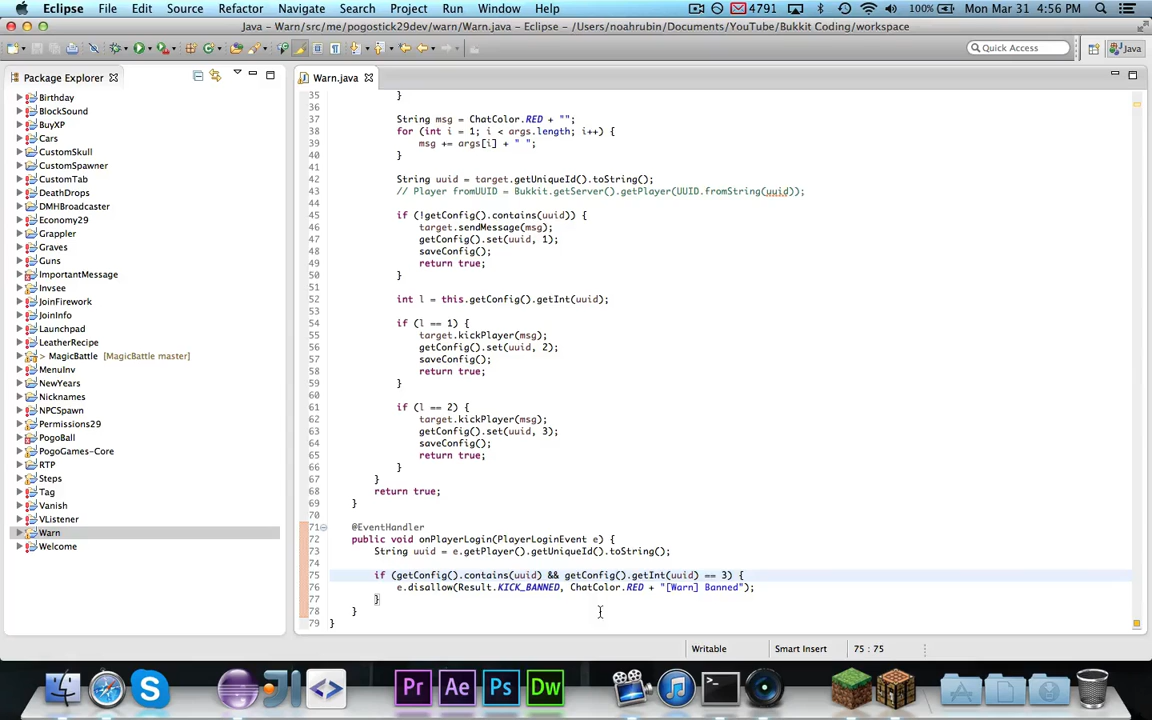 Eclipse File Edit Source Refactor Navigate Search Project Run Window Help 4791 100% Mon Mar 31 4:56 PM
Java - Warn/src/me/pogostick29dev/warn/Warn.java - Eclipse - /Users/noahrubin/Documents/YouTube/Bukkit Coding/workspace
Quick Access Java
Package Explorer
Birthday
BlockSound
BuyXP
Cars
CustomSkull
CustomSpawner
CustomTab
DeathDrops
DMHBroadcaster
Economy29
Grappler
Graves
Guns
ImportantMessage
Invsee
JoinFirework
JoinInfo
Launchpad
LeatherRecipe
> MagicBattle [MagicBattle master]
MenuInv
NewYears
Nicknames
NPCSpawn
Permissions29
PogoBall
PogoGames-Core
RTP
Steps
Tag
Vanish
VListener
Warn
Welcome
Warn.java
35 }
36
37 String msg = ChatColor.RED + "";
38 for (int i = 1; i < args.length; i++) {
39 msg += args[i] + " ";
40 }
41
42 String uuid = target.getUniqueId().toString();
43 // Player fromUUID = Bukkit.getServer().getPlayer(UUID.fromString(uuid));
44
45 if (!getConfig().contains(uuid)) {
46 target.sendMessage(msg);
47 getConfig().set(uuid, 1);
48 saveConfig();
49 return true;
50 }
51
52 int l = this.getConfig().getInt(uuid);
53
54 if (l == 1) {
55 target.kickPlayer(msg);
56 getConfig().set(uuid, 2);
57 saveConfig();
58 return true;
59 }
60
61 if (l == 2) {
62 target.kickPlayer(msg);
63 getConfig().set(uuid, 3);
64 saveConfig();
65 return true;
66 }
67 }
68 return true;
69 }
70
71 @EventHandler
72 public void onPlayerLogin(PlayerLoginEvent e) {
73 String uuid = e.getPlayer().getUniqueId().toString();
74
75 if (getConfig().contains(uuid) && getConfig().getInt(uuid) == 3) {
76 e.disallow(Result.KICK_BANNED, ChatColor.RED + "[Warn] Banned");
77 }
78 }
79 }
Writable Smart Insert 75 : 75
Pr Ae Ps Dw